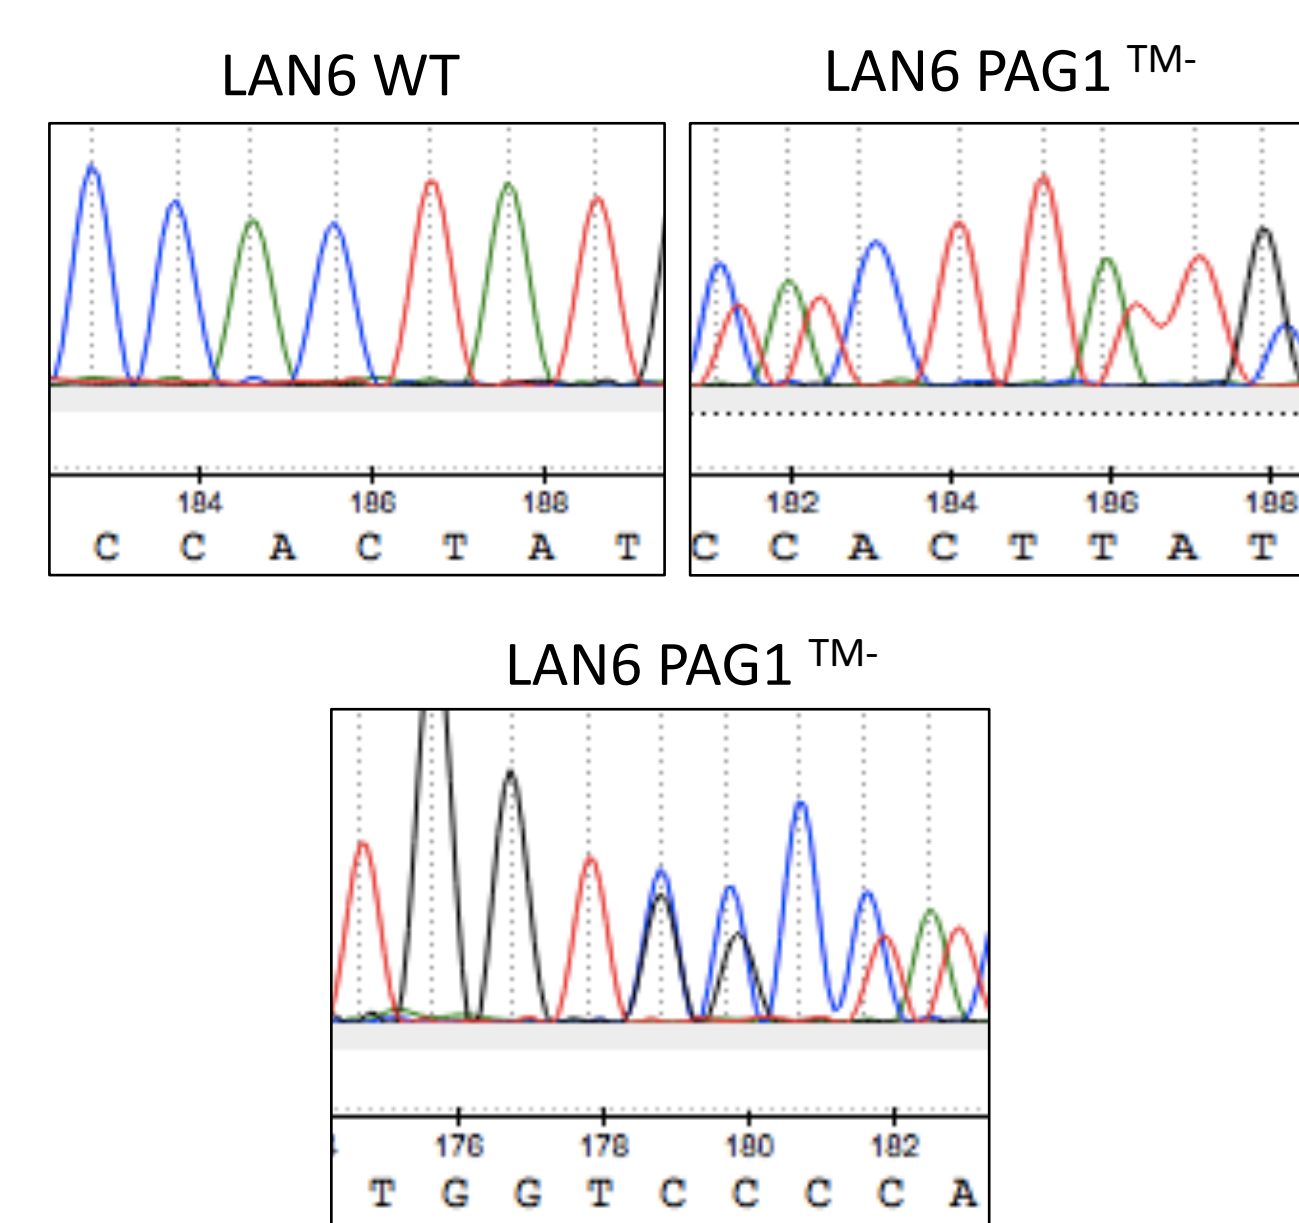 LAN6 WT
LAN6 PAG1 TM-
184 186 188
C C A C T A T
182 184 186 188
C C A C T T A T
LAN6 PAG1 TM-
176 178 180 182
T G G T C C C C A